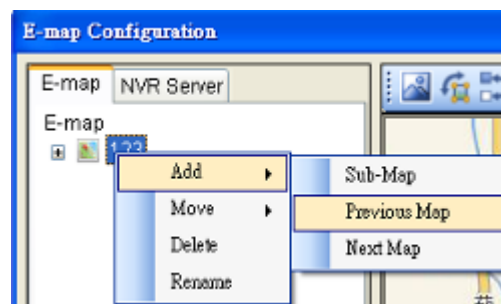 E-map Configuration
E-map NVR Server
E-map
123
Add Sub-Map
Move Previous Map
Delete Next Map
Rename